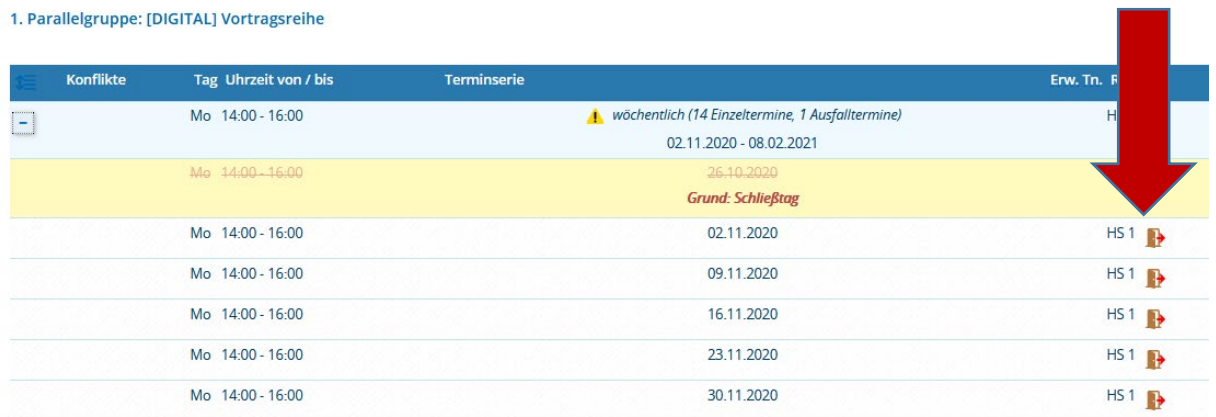 1. Parallelgruppe: [DIGITAL] Vortragsreihe
Konflikte Tag Uhrzeit von / bis Terminserie Erw. Tn.
Mo 14:00 - 16:00 wöchentlich (14 Einzeltermine, 1 Ausfalltermine)
02.11.2020 - 08.02.2021
Mo 14:00 - 16:00 26.10.2020
Grund: Schließtag
Mo 14:00 - 16:00 02.11.2020 HS 1
Mo 14:00 - 16:00 09.11.2020 HS 1
Mo 14:00 - 16:00 16.11.2020 HS 1
Mo 14:00 - 16:00 23.11.2020 HS 1
Mo 14:00 - 16:00 30.11.2020 HS 1